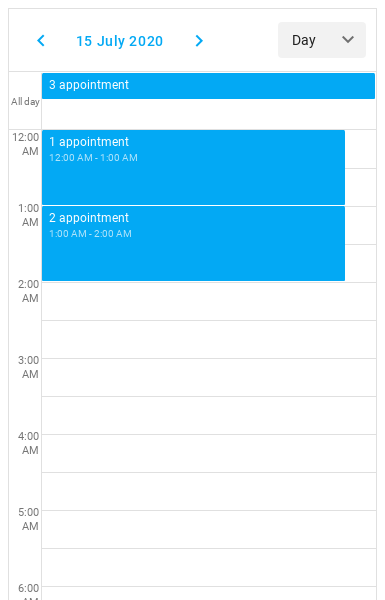 15 July 2020
Day
3 appointment
All day
12:00
AM
1 appointment
12:00 AM - 1:00 AM
1:00
AM
2 appointment
1:00 AM - 2:00 AM
2:00
AM
3:00
AM
4:00
AM
5:00
AM
6:00
AM